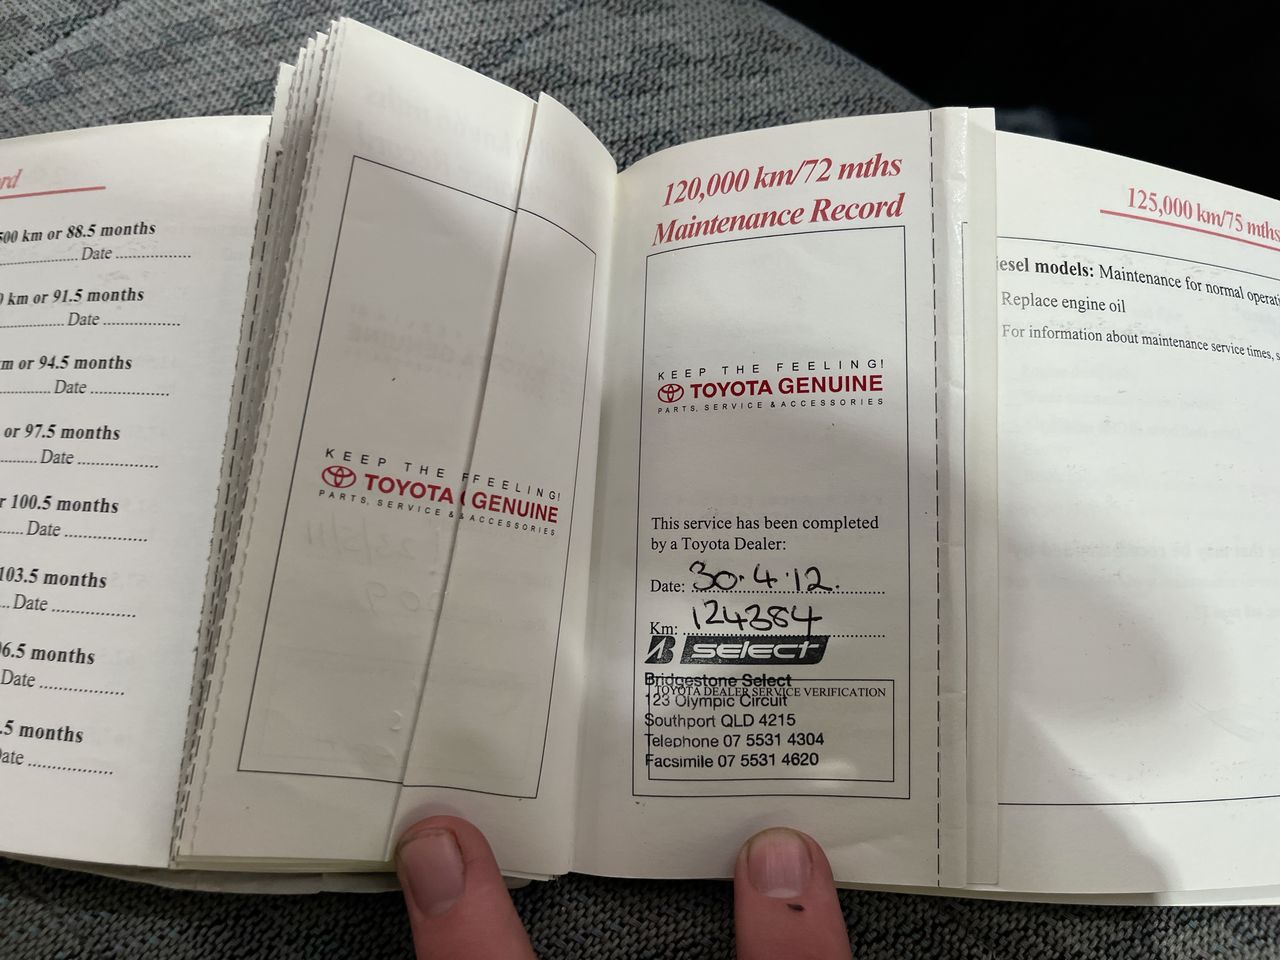 rd
500 km or 88.5 months
Date
km or 91.5 months
Date
m or 94.5 months
Date
or 97.5 months
Date
r 100.5 months
Date
103.5 months
Date
6.5 months
Date
.5 months
Date
KEEP THE FFEELING!
TOYOTA GENUINE
PARTS, SERVICE & & ACCESSORIES
120,000 km/72 mths
Maintenance Record
KEEP THE FEELING!
TOYOTA GENUINE
PARTS, SERVICE & ACCESSORIES
This service has been completed
by a Toyota Dealer:
Date: 30.4.12.
Km: 124384
B select
Bridgestone Select
TOYOTA DEALER SERVICE VERIFICATION
123 Olympic Circuit
Southport QLD 4215
Telephone 07 5531 4304
Facsimile 07 5531 4620
125,000 km/75 mths
iesel models: Maintenance for normal operati
Replace engine oil
For information about maintenance service times, s